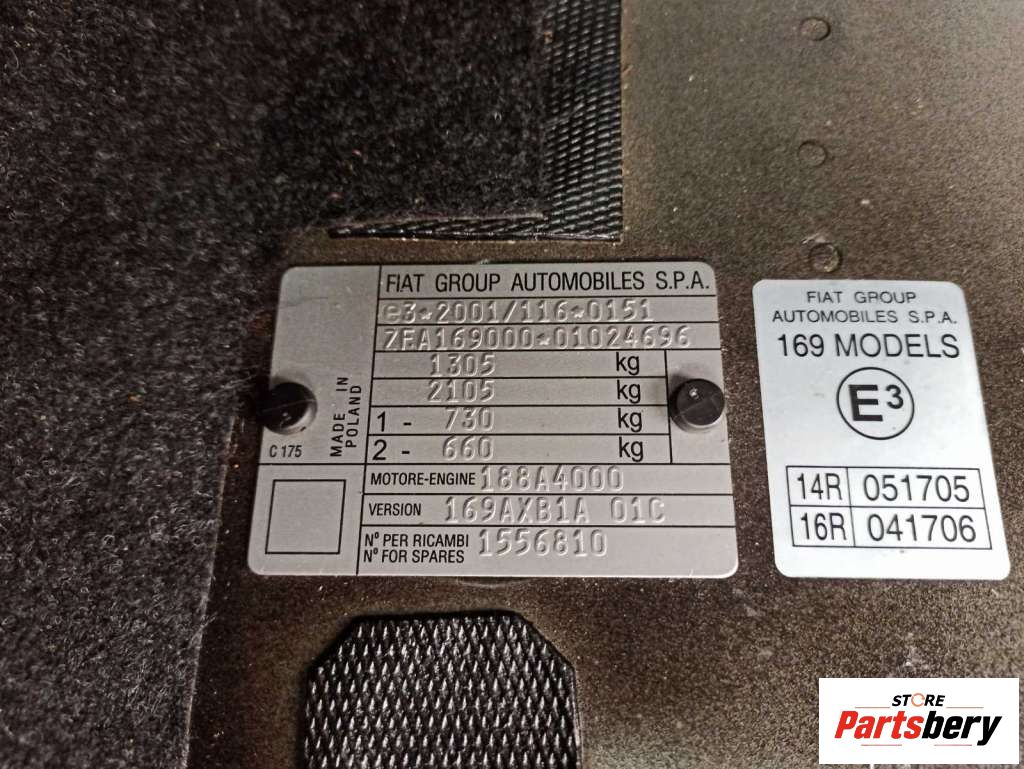 FIAT GROUP AUTOMOBILES S.P.A.
e3*2001/116*0151
ZFA169000*01024696
1305 kg
2105 kg
1 - 730 kg
2 - 660 kg
MADE IN
POLAND
C 175
MOTORE-ENGINE 188A4000
VERSION 169AXB1A 01C
N° PER RICAMBI
N° FOR SPARES 1556810
FIAT GROUP
AUTOMOBILES S.P.A.
169 MODELS
E3
14R 051705
16R 041706
STORE
Partsbery